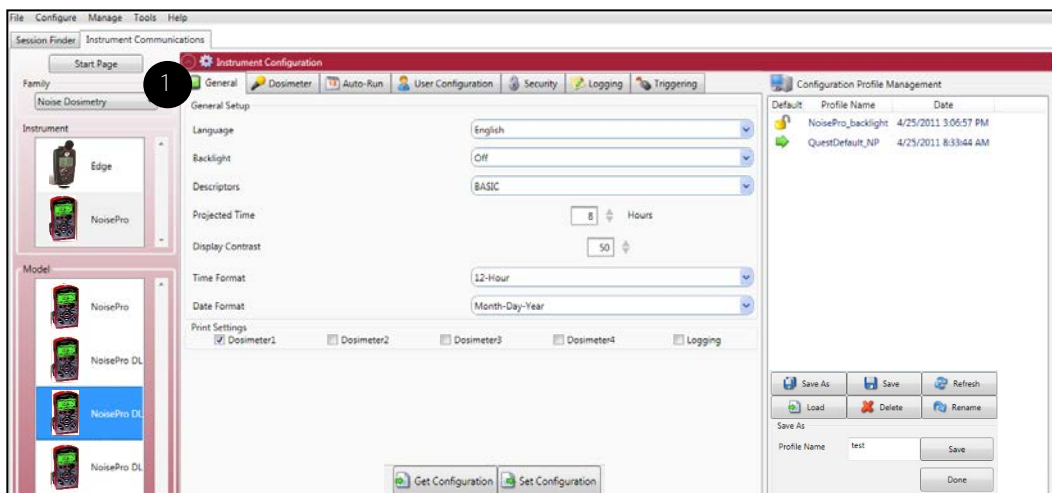 File Configure Manage Tools Help
Session Finder Instrument Communications
Start Page
Family
Noise Dosimetry
Instrument
Edge
NoisePro
Model
NoisePro
NoisePro DL
NoisePro DL
NoisePro DL
1
Instrument Configuration
General Dosimeter Auto-Run User Configuration Security Logging Triggering
General Setup
Language English
Backlight Off
Descriptors BASIC
Projected Time 8 Hours
Display Contrast 50
Time Format 12-Hour
Date Format Month-Day-Year
Print Settings
Dosimeter1 Dosimeter2 Dosimeter3 Dosimeter4 Logging
Get Configuration Set Configuration
Configuration Profile Management
Default Profile Name Date
NoisePro_backlight 4/25/2011 3:06:57 PM
QuestDefault_NP 4/25/2011 8:33:44 AM
Save As Save Refresh
Load Delete Rename
Save As
Profile Name test Save
Done